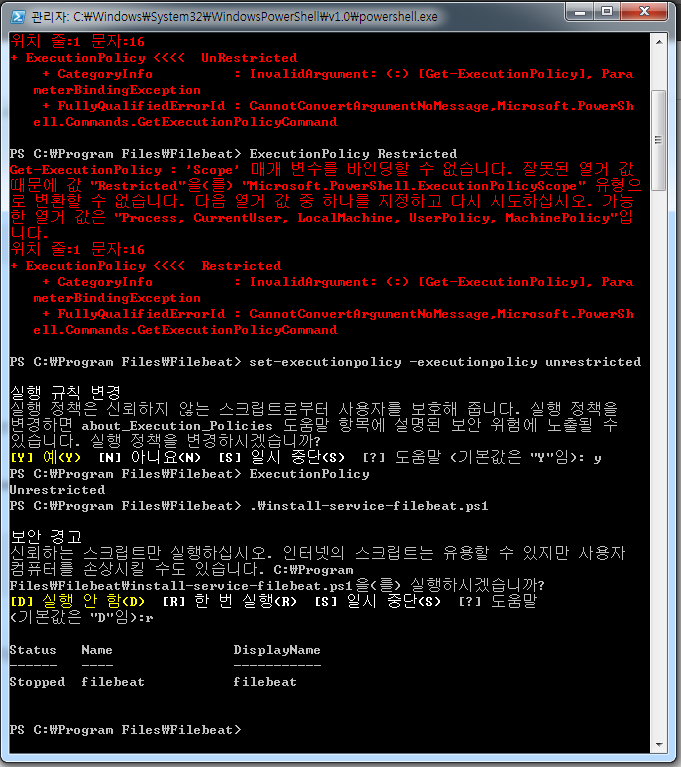 관리자: C:₩Windows₩System32₩WindowsPowerShell₩v1.0₩powershell.exe
위치 줄:1 문자:16
+ ExecutionPolicy <<<<  UnRestricted
    + CategoryInfo          : InvalidArgument: (:) [Get-ExecutionPolicy], Para
   meterBindingException
    + FullyQualifiedErrorId : CannotConvertArgumentNoMessage,Microsoft.PowerSh
   ell.Commands.GetExecutionPolicyCommand
PS C:₩Program Files₩Filebeat> ExecutionPolicy Restricted
Get-ExecutionPolicy : 'Scope' 매개 변수를 바인딩할 수 없습니다. 잘못된 열거 값
때문에 값 "Restricted"을(를) "Microsoft.PowerShell.ExecutionPolicyScope" 유형으
로 변환할 수 없습니다. 다음 열거 값 중 하나를 지정하고 다시 시도하십시오. 가능
한 열거 값은 "Process, CurrentUser, LocalMachine, UserPolicy, MachinePolicy"입
니다.
위치 줄:1 문자:16
+ ExecutionPolicy <<<<  Restricted
    + CategoryInfo          : InvalidArgument: (:) [Get-ExecutionPolicy], Para
   meterBindingException
    + FullyQualifiedErrorId : CannotConvertArgumentNoMessage,Microsoft.PowerSh
   ell.Commands.GetExecutionPolicyCommand
PS C:₩Program Files₩Filebeat> set-executionpolicy -executionpolicy unrestricted
실행 규칙 변경
실행 정책은 신뢰하지 않는 스크립트로부터 사용자를 보호해 줍니다. 실행 정책을
변경하면 about_Execution_Policies 도움말 항목에 설명된 보안 위험에 노출될 수
있습니다. 실행 정책을 변경하시겠습니까?
[Y] 예(Y)  [N] 아니요(N)  [S] 일시 중단(S)  [?] 도움말 (기본값은 "Y"임): y
PS C:₩Program Files₩Filebeat> ExecutionPolicy
Unrestricted
PS C:₩Program Files₩Filebeat> .₩install-service-filebeat.ps1
보안 경고
신뢰하는 스크립트만 실행하십시오. 인터넷의 스크립트는 유용할 수 있지만 사용자
컴퓨터를 손상시킬 수도 있습니다. C:₩Program
Files₩Filebeat₩install-service-filebeat.ps1을(를) 실행하시겠습니까?
[D] 실행 안 함(D)  [R] 한 번 실행(R)  [S] 일시 중단(S)  [?] 도움말
(기본값은 "D"임):r
Status   Name               DisplayName
------   ----               -----------
Stopped  filebeat           filebeat
PS C:₩Program Files₩Filebeat>